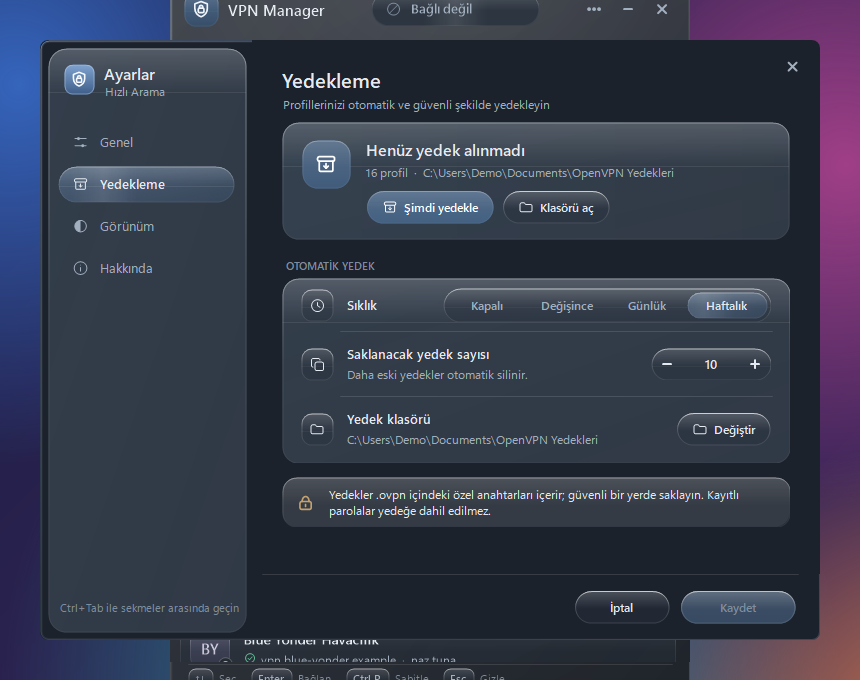 VPN Manager
Bağlı değil
Ayarlar
Hızlı Arama
Genel
Yedekleme
Görünüm
Hakkında
Ctrl+Tab ile sekmeler arasında geçin
Yedekleme
Profillerinizi otomatik ve güvenli şekilde yedekleyin
Henüz yedek alınmadı
16 profil · C:\Users\Demo\Documents\OpenVPN Yedekleri
Şimdi yedekle
Klasörü aç
OTOMATİK YEDEK
Sıklık
Kapalı
Değişince
Günlük
Haftalık
Saklanacak yedek sayısı
Daha eski yedekler otomatik silinir.
10
Yedek klasörü
C:\Users\Demo\Documents\OpenVPN Yedekleri
Değiştir
Yedekler .ovpn içindeki özel anahtarları içerir; güvenli bir yerde saklayın. Kayıtlı
parolalar yedeğe dahil edilmez.
İptal
Kaydet
BY
Blue Yonder Havacılık
vpn.blue-yonder.example · naz.tuna
↑↓ Seç Enter Bağlan Ctrl P Sabitle Esc Gizle